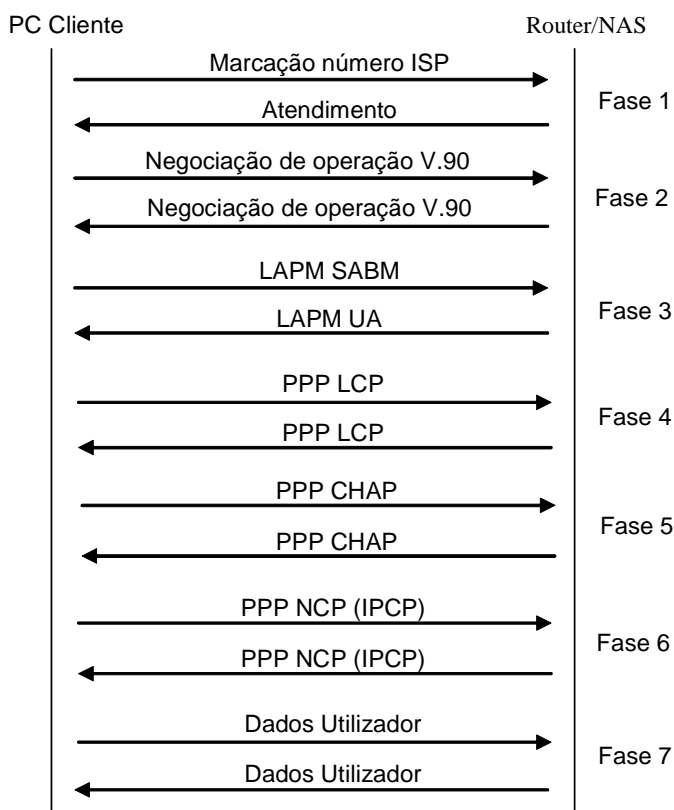 PC Cliente
Router/NAS
Marcação número ISP
Atendimento
Fase 1
Negociação de operação V.90
Negociação de operação V.90
Fase 2
LAPM SABM
LAPM UA
Fase 3
PPP LCP
PPP LCP
Fase 4
PPP CHAP
PPP CHAP
Fase 5
PPP NCP (IPCP)
PPP NCP (IPCP)
Fase 6
Dados Utilizador
Dados Utilizador
Fase 7